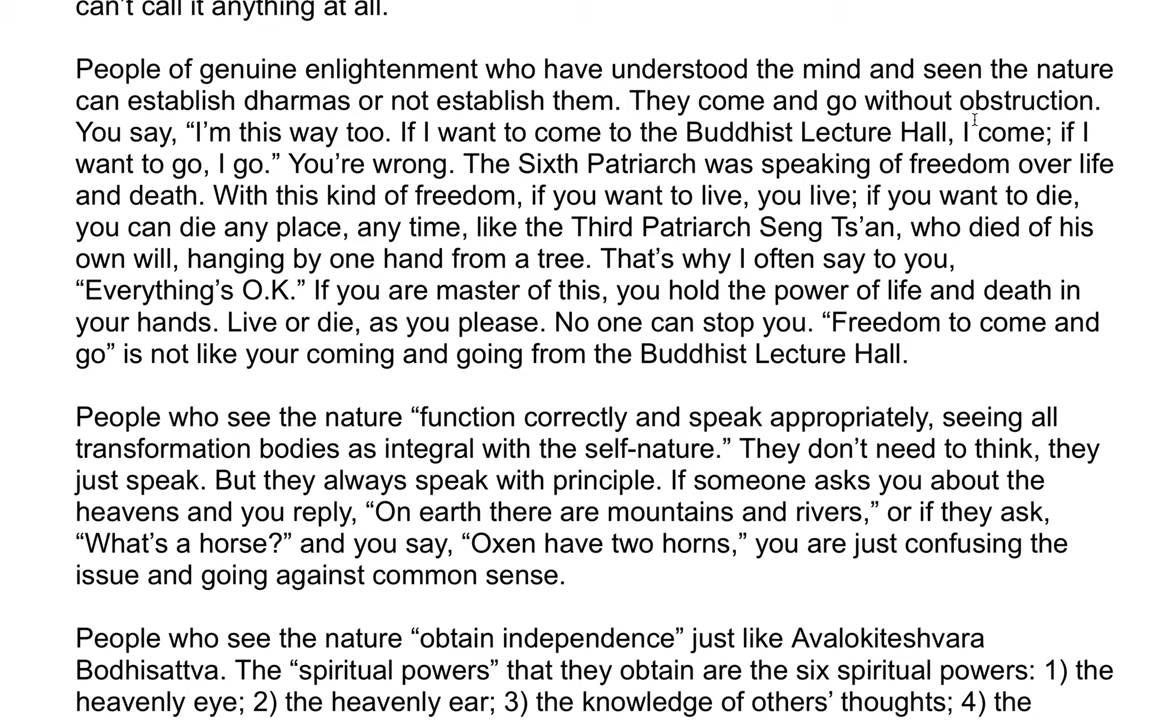 can’t call it anything at all.
People of genuine enlightenment who have understood the mind and seen the nature
can establish dharmas or not establish them. They come and go without obstruction.
You say, “I’m this way too. If I want to come to the Buddhist Lecture Hall, I come; if I
want to go, I go.” You’re wrong. The Sixth Patriarch was speaking of freedom over life
and death. With this kind of freedom, if you want to live, you live; if you want to die,
you can die any place, any time, like the Third Patriarch Seng Ts’an, who died of his
own will, hanging by one hand from a tree. That’s why I often say to you,
“Everything’s O.K.” If you are master of this, you hold the power of life and death in
your hands. Live or die, as you please. No one can stop you. “Freedom to come and
go” is not like your coming and going from the Buddhist Lecture Hall.
People who see the nature “function correctly and speak appropriately, seeing all
transformation bodies as integral with the self-nature.” They don’t need to think, they
just speak. But they always speak with principle. If someone asks you about the
heavens and you reply, “On earth there are mountains and rivers,” or if they ask,
“What’s a horse?” and you say, “Oxen have two horns,” you are just confusing the
issue and going against common sense.
People who see the nature “obtain independence” just like Avalokiteshvara
Bodhisattva. The “spiritual powers” that they obtain are the six spiritual powers: 1) the
heavenly eye; 2) the heavenly ear; 3) the knowledge of others’ thoughts; 4) the